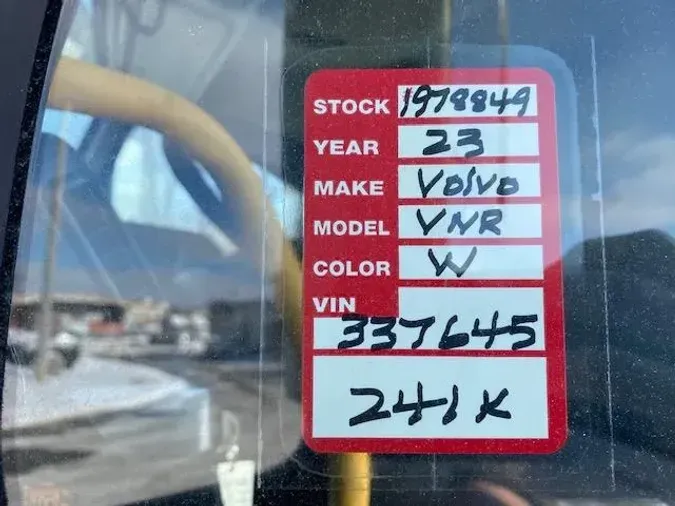 STOCK 1978849
YEAR 23
MAKE Volvo
MODEL VNR
COLOR W
VIN
337645
241K